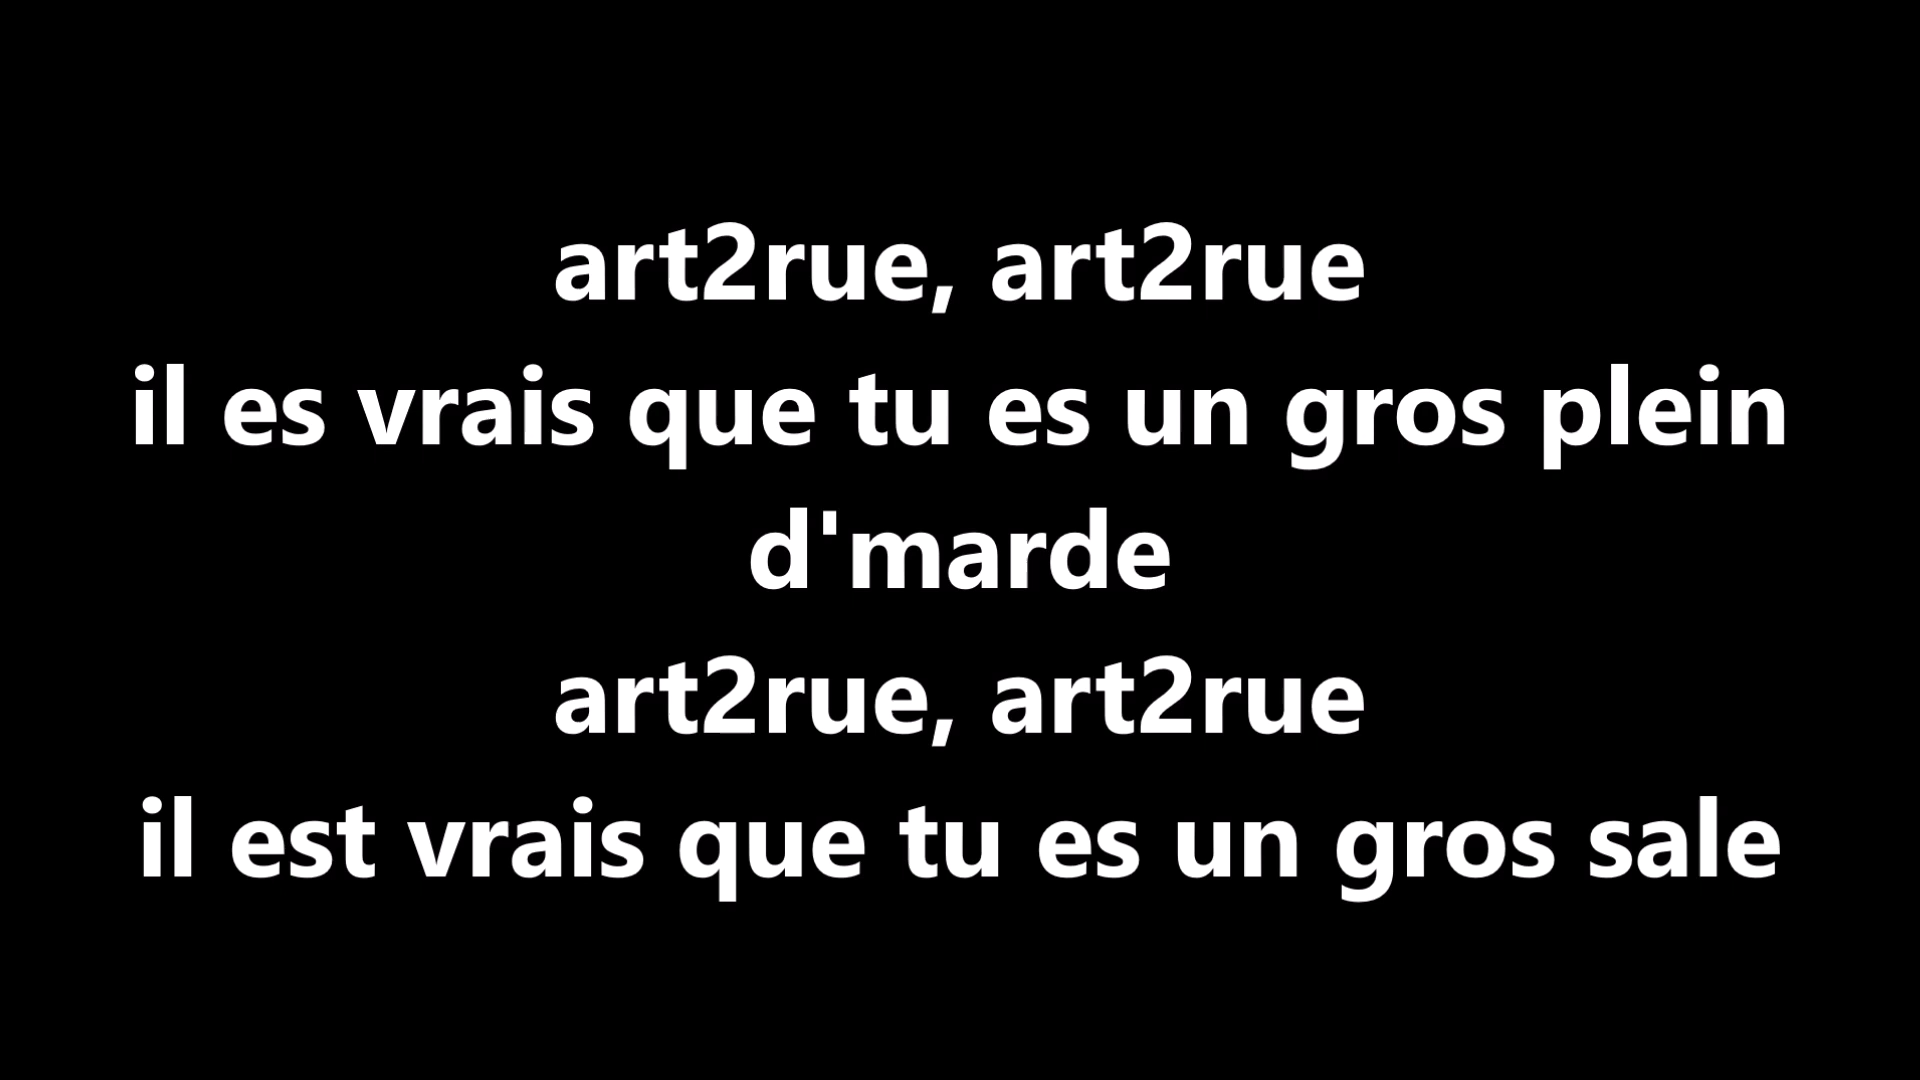 art2rue, art2rue
il es vrais que tu es un gros plein
d'marde
art2rue, art2rue
il est vrais que tu es un gros sale